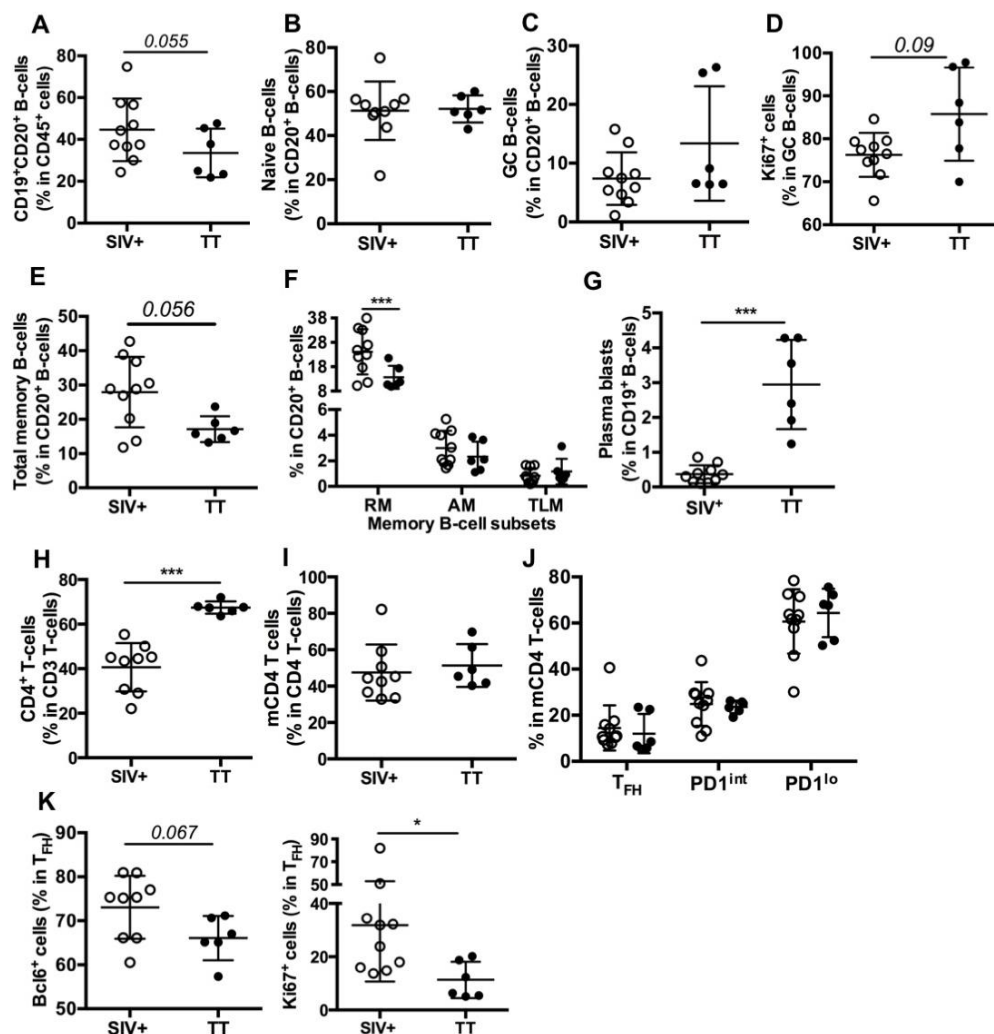 A
0.055
CD19+CD20+ B-cells
(% in CD45+ cells)
80
60
40
20
0
SIV+ TT
B
Naive B-cells
(% in CD20+ B-cells)
100
80
60
40
20
0
SIV+ TT
C
GC B-cells
(% in CD20+ B-cells)
30
20
10
0
SIV+ TT
D
0.09
Ki67+ cells
(% in GC B-cells)
100
90
80
70
60
SIV+ TT
E
0.056
Total memory B-cells
(% in CD20+ B-cells)
50
40
30
20
10
0
SIV+ TT
F
***
% in CD20+ B-cells
38
28
18
8
6
4
2
0
RM AM TLM
Memory B-cell subsets
G
***
Plasma blasts
(% in CD19+ B-cells)
5
4
3
2
1
0
SIV+ TT
H
***
CD4+ T-cells
(% in CD3 T-cells)
80
60
40
20
0
SIV+ TT
I
mCD4 T cells
(% in CD4 T-cells)
100
80
60
40
20
0
SIV+ TT
J
% in mCD4 T-cells
80
60
40
20
0
TFH PD1int PD1lo
K
0.067
Bcl6+ cells (% in TFH)
90
80
70
60
50
SIV+ TT
*
Ki67+ cells (% in TFH)
90
70
50
40
20
0
SIV+ TT